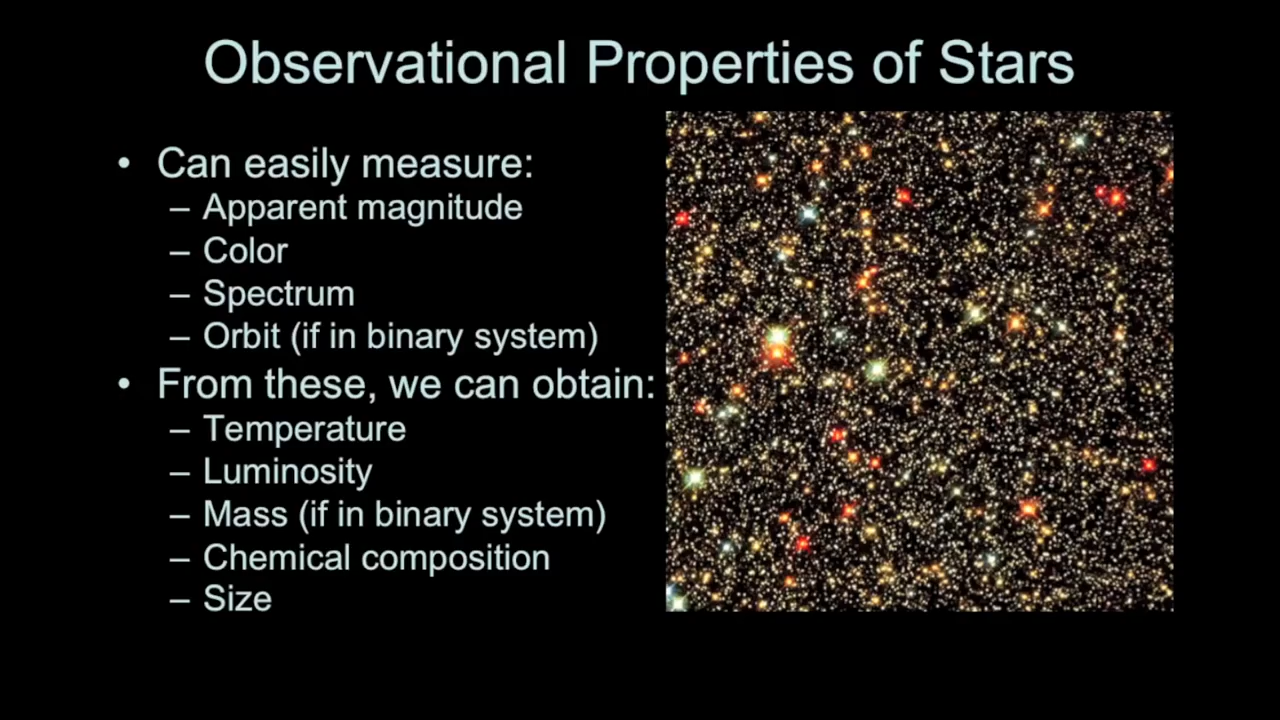 Observational Properties of Stars
• Can easily measure:
– Apparent magnitude
– Color
– Spectrum
– Orbit (if in binary system)
• From these, we can obtain:
– Temperature
– Luminosity
– Mass (if in binary system)
– Chemical composition
– Size